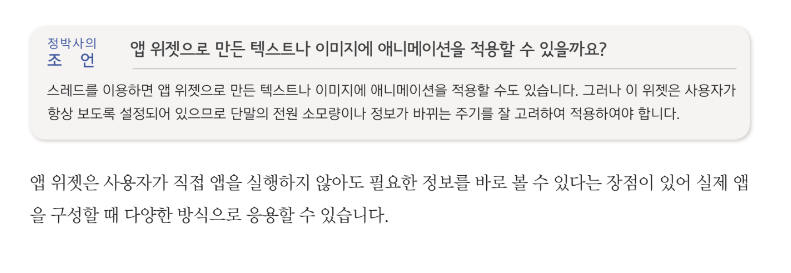 정박사의
조 언
앱 위젯으로 만든 텍스트나 이미지에 애니메이션을 적용할 수 있을까요?
스레드를 이용하면 앱 위젯으로 만든 텍스트나 이미지에 애니메이션을 적용할 수도 있습니다. 그러나 이 위젯은 사용자가
항상 보도록 설정되어 있으므로 단말의 전원 소모량이나 정보가 바뀌는 주기를 잘 고려하여 적용하여야 합니다.
앱 위젯은 사용자가 직접 앱을 실행하지 않아도 필요한 정보를 바로 볼 수 있다는 장점이 있어 실제 앱
을 구성할 때 다양한 방식으로 응용할 수 있습니다.